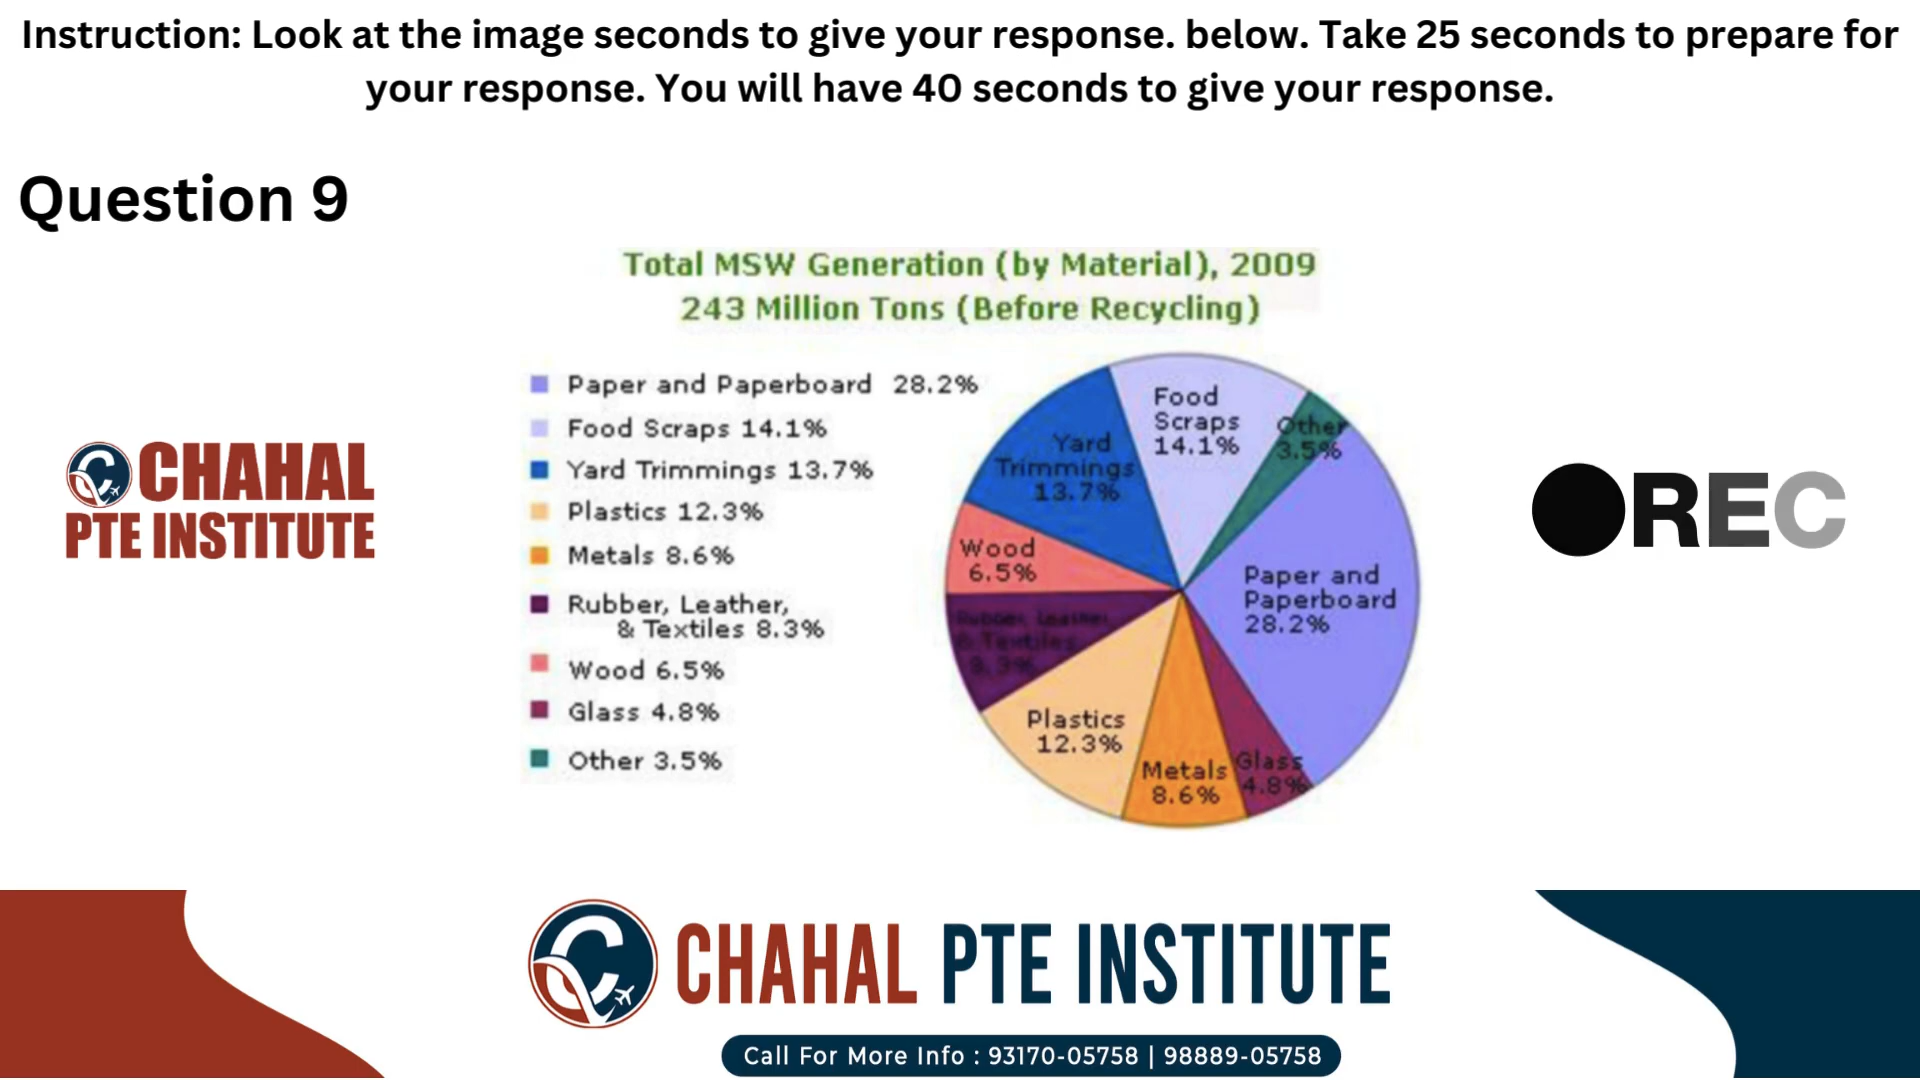 Instruction: Look at the image seconds to give your response. below. Take 25 seconds to prepare for
your response. You will have 40 seconds to give your response.
Question 9
Total MSW Generation (by Material), 2009
243 Million Tons (Before Recycling)
Paper and Paperboard 28.2%
Food Scraps 14.1%
Yard Trimmings 13.7%
Plastics 12.3%
Metals 8.6%
Rubber, Leather,
& Textiles 8.3%
Wood 6.5%
Glass 4.8%
Other 3.5%
Food
Scraps
14.1%
Other
3.5%
Yard
Trimmings
13.7%
Wood
6.5%
Paper and
Paperboard
28.2%
Rubber, Leather
& Textiles
8.3%
Plastics
12.3%
Metals
8.6%
Glass
4.8%
CHAHAL
PTE INSTITUTE
REC
CHAHAL PTE INSTITUTE
Call For More Info : 93170-05758 | 98889-05758